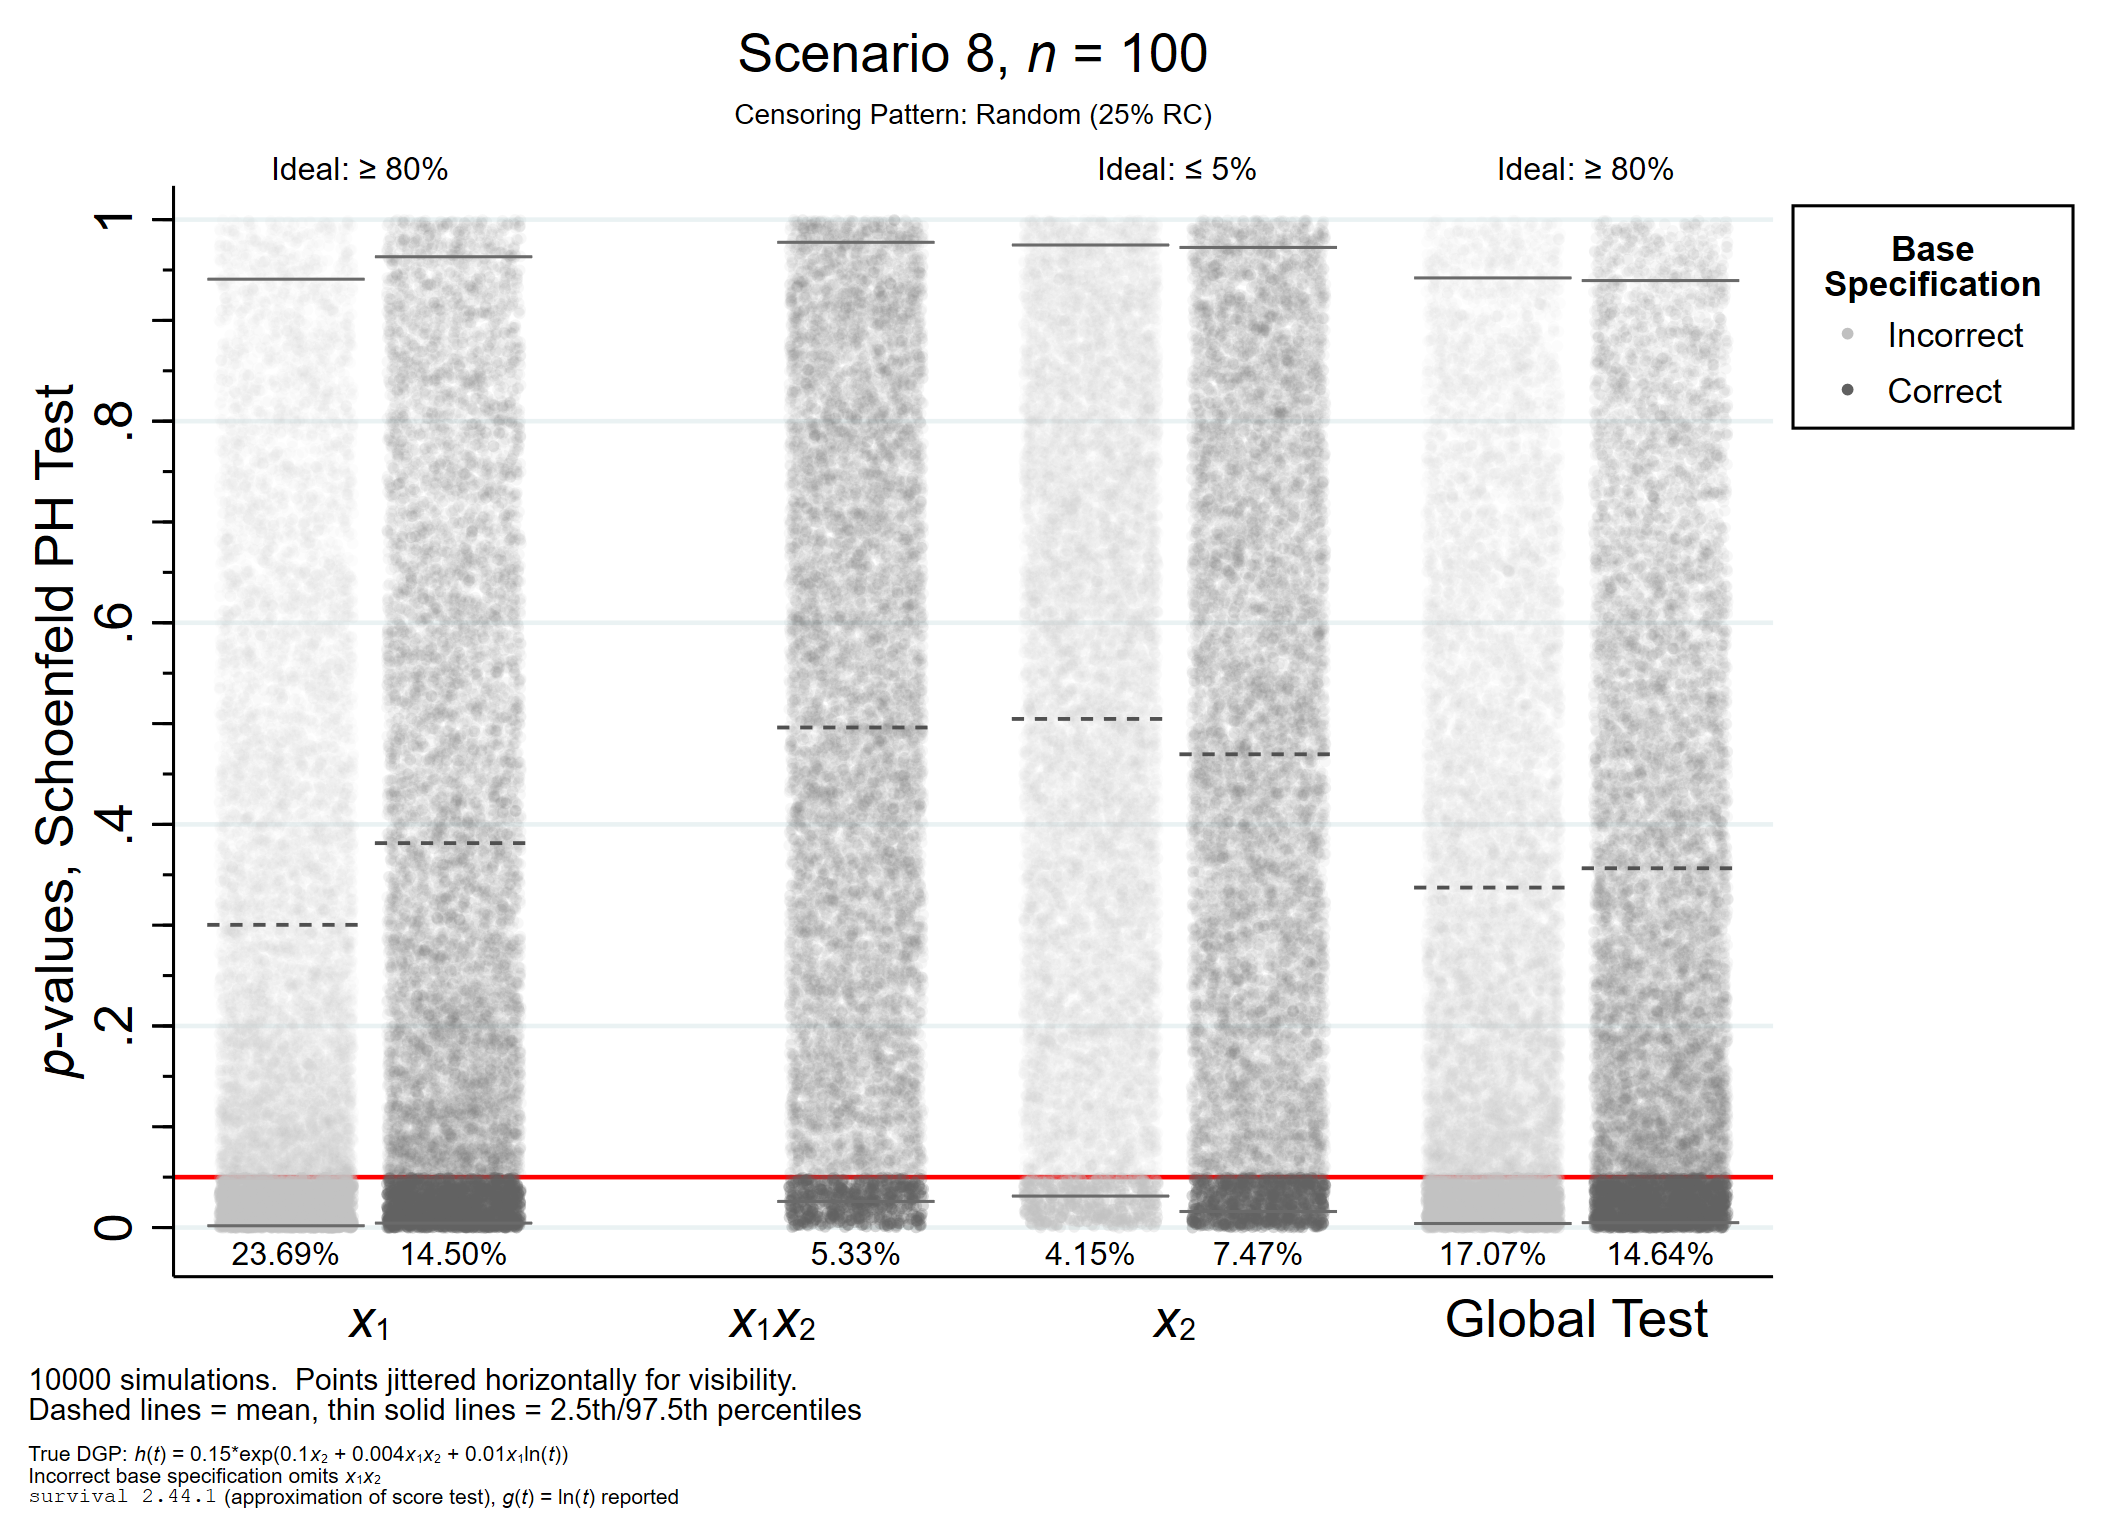 Scenario 8, n = 100
Censoring Pattern: Random (25% RC)
Ideal: ≥ 80%
Ideal: ≤ 5%
Ideal: ≥ 80%
p-values, Schoenfeld PH Test
1
.8
.6
.4
.2
0
Base
Specification
Incorrect
Correct
23.69%
14.50%
5.33%
4.15%
7.47%
17.07%
14.64%
x₁
x₁x₂
x₂
Global Test
10000 simulations.  Points jittered horizontally for visibility.
Dashed lines = mean, thin solid lines = 2.5th/97.5th percentiles
True DGP: h(t) = 0.15*exp(0.1x₂ + 0.004x₁x₂ + 0.01x₁ln(t))
Incorrect base specification omits x₁x₂
survival 2.44.1 (approximation of score test), g(t) = ln(t) reported